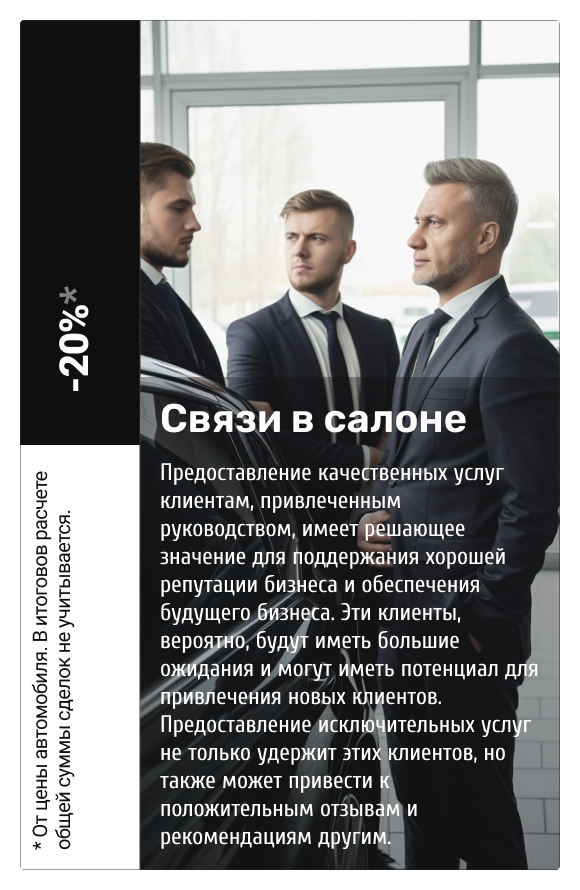 -20%*
* От цены автомобиля. В итоговов расчете
общей суммы сделок не учитывается.
Связи в салоне
Предоставление качественных услуг
клиентам, привлеченным
руководством, имеет решающее
значение для поддержания хорошей
репутации бизнеса и обеспечения
будущего бизнеса. Эти клиенты,
вероятно, будут иметь большие
ожидания и могут иметь потенциал для
привлечения новых клиентов.
Предоставление исключительных услуг
не только удержит этих клиентов, но
также может привести к
положительным отзывам и
рекомендациям другим.